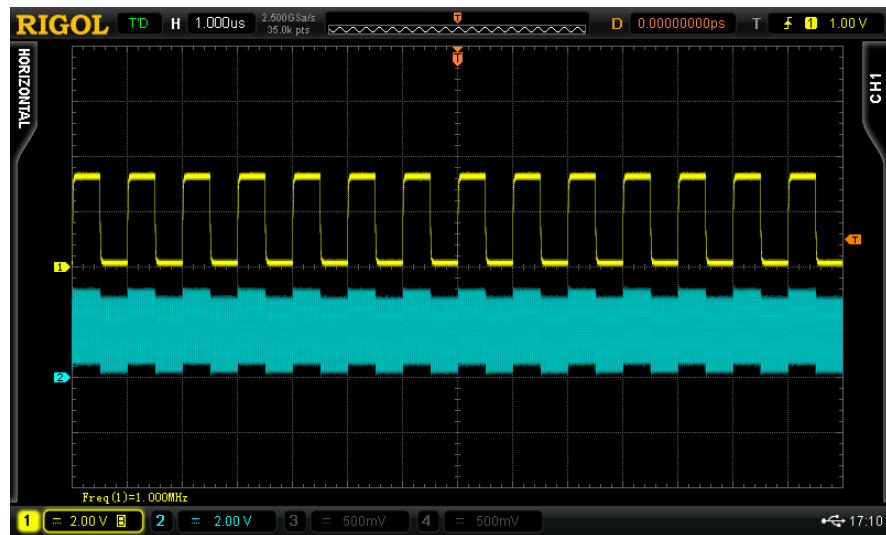 RIGOL T'D H 1.000us 2.500GSa/s 35.0k pts T D 0.00000000ps T 1 1.00 V
T
HORIZONTAL
CH1
T
1
2
Freq(1)=1.000MHz
1 = 2.00 V B 2 = 2.00 V 3 = 500mV 4 = 500mV 17:10